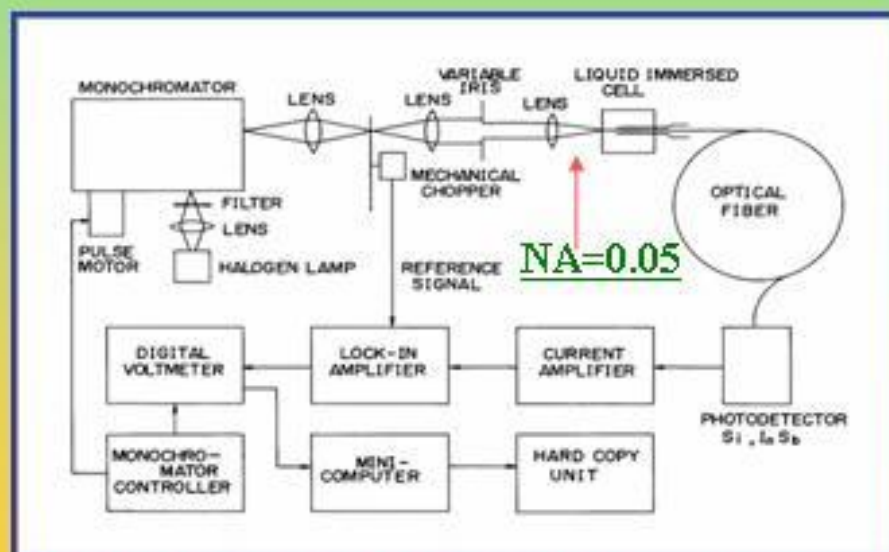 MONOCHROMATOR
LENS
VARIABLE
IRIS
LENS
LENS
LIQUID IMMERSED
CELL
MECHANICAL
CHOPPER
OPTICAL
FIBER
FILTER
LENS
PULSE
MOTOR
HALOGEN LAMP
REFERENCE
SIGNAL
NA=0.05
DIGITAL
VOLTMETER
LOCK-IN
AMPLIFIER
CURRENT
AMPLIFIER
PHOTODETECTOR
Si, InSb
MONOCHRO-
MATOR
CONTROLLER
MINI-
COMPUTER
HARD COPY
UNIT